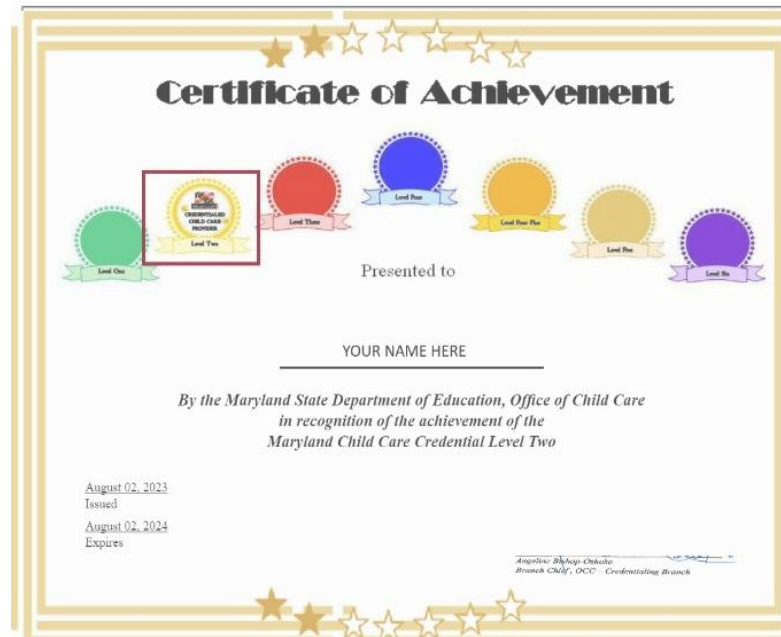 Certificate of Achievement
Level Four
CREDENTIALED
CHILD CARE
PROVIDER
Level Three
Level Four Plus
Level Two
Level Five
Level One
Level Six
Presented to
YOUR NAME HERE
By the Maryland State Department of Education, Office of Child Care
in recognition of the achievement of the
Maryland Child Care Credential Level Two
August 02, 2023
Issued
August 02, 2024
Expires
Angeline Bishop-Oshoko
Branch Chief, OCC Credentialing Branch